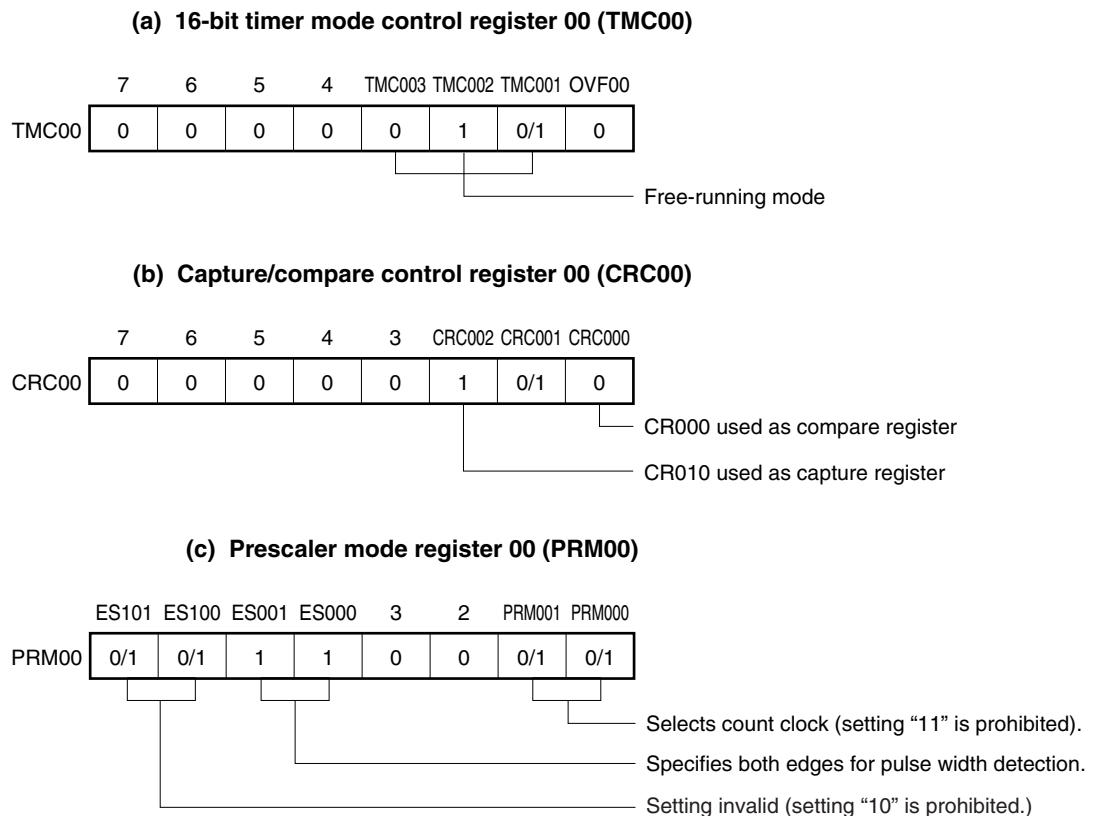 (a) 16-bit timer mode control register 00 (TMC00)
7 6 5 4 TMC003 TMC002 TMC001 OVF00
TMC00 0 0 0 0 0 1 0/1 0
Free-running mode
(b) Capture/compare control register 00 (CRC00)
7 6 5 4 3 CRC002 CRC001 CRC000
CRC00 0 0 0 0 0 1 0/1 0
CR000 used as compare register
CR010 used as capture register
(c) Prescaler mode register 00 (PRM00)
ES101 ES100 ES001 ES000 3 2 PRM001 PRM000
PRM00 0/1 0/1 1 1 0 0 0/1 0/1
Selects count clock (setting “11” is prohibited).
Specifies both edges for pulse width detection.
Setting invalid (setting “10” is prohibited.)